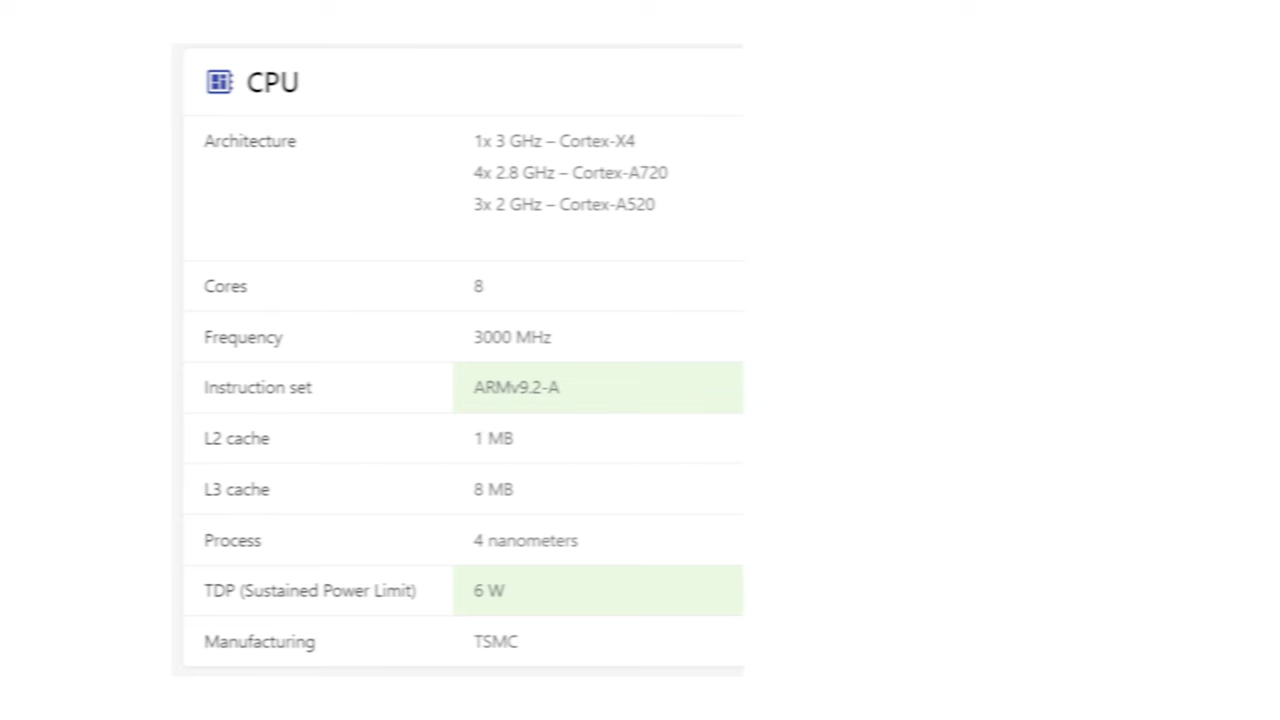 CPU
Architecture 1x 3 GHz – Cortex-X4
4x 2.8 GHz – Cortex-A720
3x 2 GHz – Cortex-A520
Cores 8
Frequency 3000 MHz
Instruction set ARMv9.2-A
L2 cache 1 MB
L3 cache 8 MB
Process 4 nanometers
TDP (Sustained Power Limit) 6 W
Manufacturing TSMC